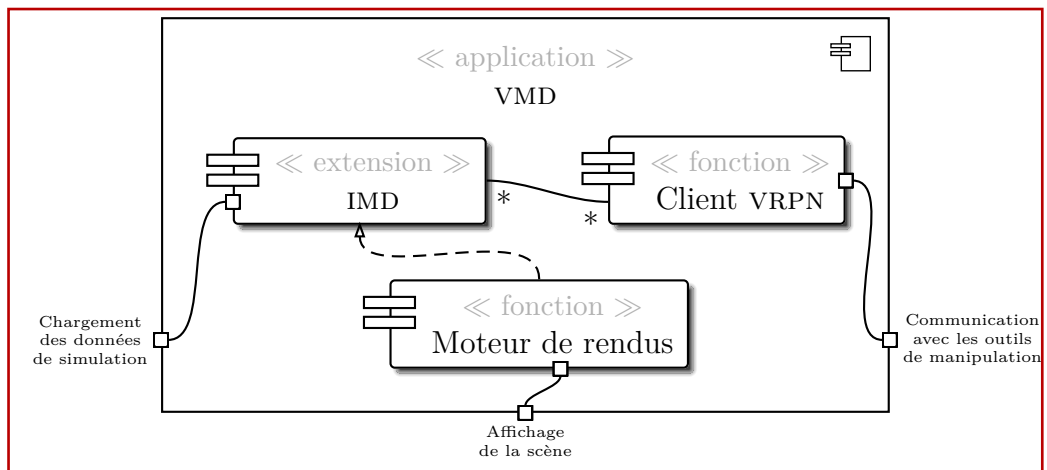 ≪ application ≫
VMD
≪ extension ≫
IMD
*
*
≪ fonction ≫
Client VRPN
≪ fonction ≫
Moteur de rendus
Chargement
des données
de simulation
Communication
avec les outils
de manipulation
Affichage
de la scène